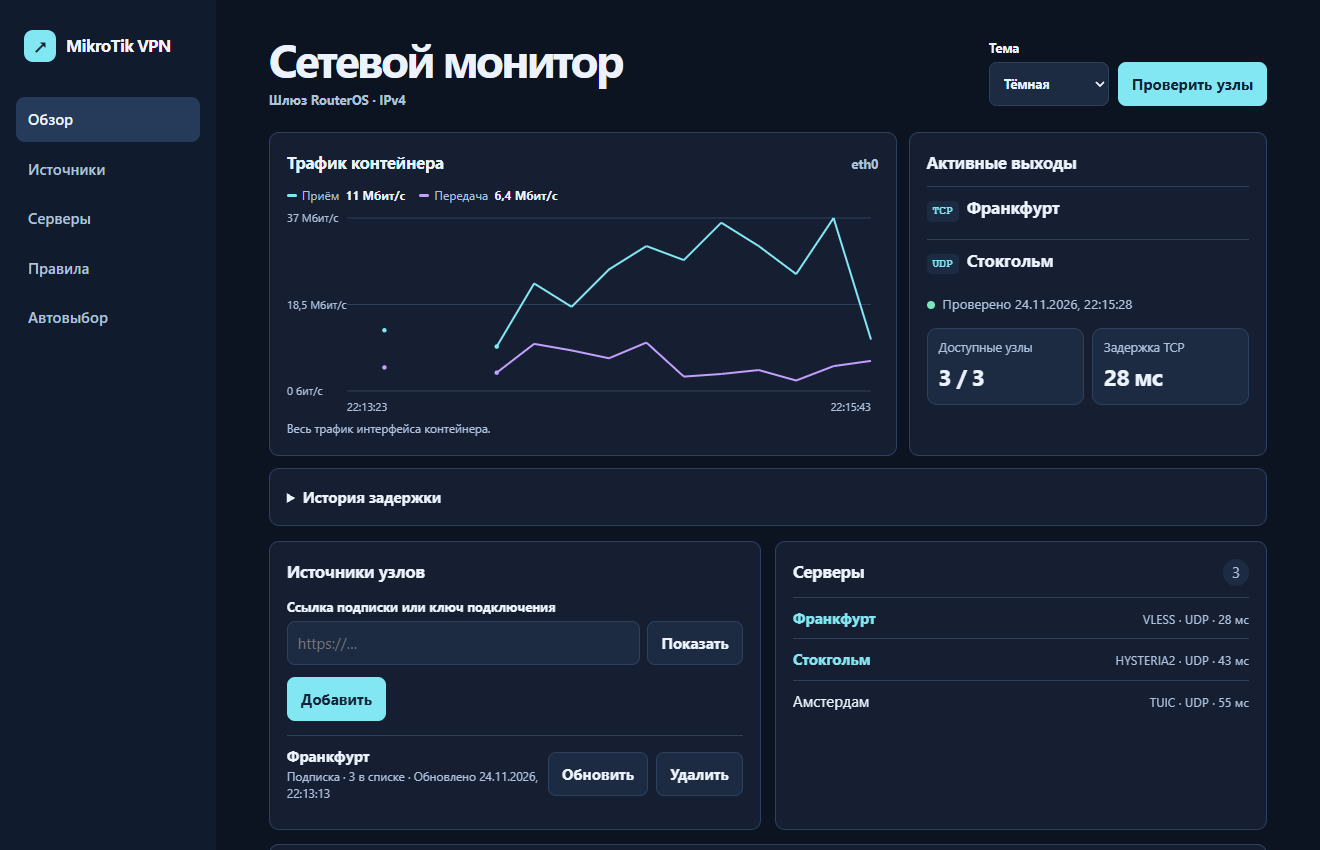 MikroTik VPN
Обзор
Источники
Серверы
Правила
Автовыбор
Сетевой монитор
Шлюз RouterOS · IPv4
Тема
Тёмная
Проверить узлы
Трафик контейнера
eth0
Приём 11 Мбит/с Передача 6,4 Мбит/с
37 Мбит/с
18,5 Мбит/с
0 бит/с
22:13:23
22:15:43
Весь трафик интерфейса контейнера.
Активные выходы
TCP Франкфурт
UDP Стокгольм
Проверено 24.11.2026, 22:15:28
Доступные узлы
3 / 3
Задержка TCP
28 мс
История задержки
Источники узлов
Ссылка подписки или ключ подключения
https://...
Показать
Добавить
Франкфурт
Подписка · 3 в списке · Обновлено 24.11.2026,
22:13:13
Обновить
Удалить
Серверы
3
Франкфурт
VLESS · UDP · 28 мс
Стокгольм
HYSTERIA2 · UDP · 43 мс
Амстердам
TUIC · UDP · 55 мс